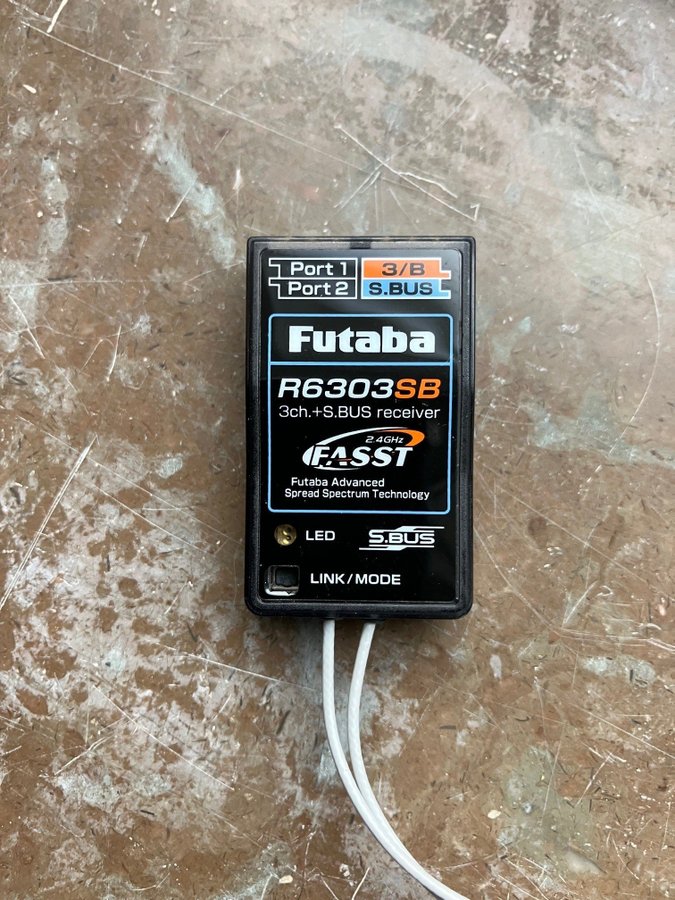 Port 1 3/B
Port 2 S.BUS
Futaba
R6303SB
3ch.+S.BUS receiver
2.4GHz
FASST
Futaba Advanced
Spread Spectrum Technology
LED S.BUS
LINK/MODE